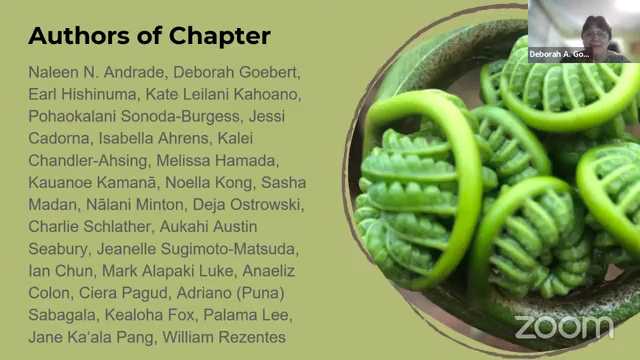 Authors of Chapter
Naleen N. Andrade, Deborah Goebert,
Earl Hishinuma, Kate Leilani Kahoano,
Pohaokalani Sonoda-Burgess, Jessi
Cadorna, Isabella Ahrens, Kalei
Chandler-Ahsing, Melissa Hamada,
Kauanoe Kamanā, Noella Kong, Sasha
Madan, Nālani Minton, Deja Ostrowski,
Charlie Schlather, Aukahi Austin
Seabury, Jeanelle Sugimoto-Matsuda,
Ian Chun, Mark Alapaki Luke, Anaeliz
Colon, Ciera Pagud, Adriano (Puna)
Sabagala, Kealoha Fox, Palama Lee,
Jane Kaʻala Pang, William Rezentes
Deborah A. Go...
zoom